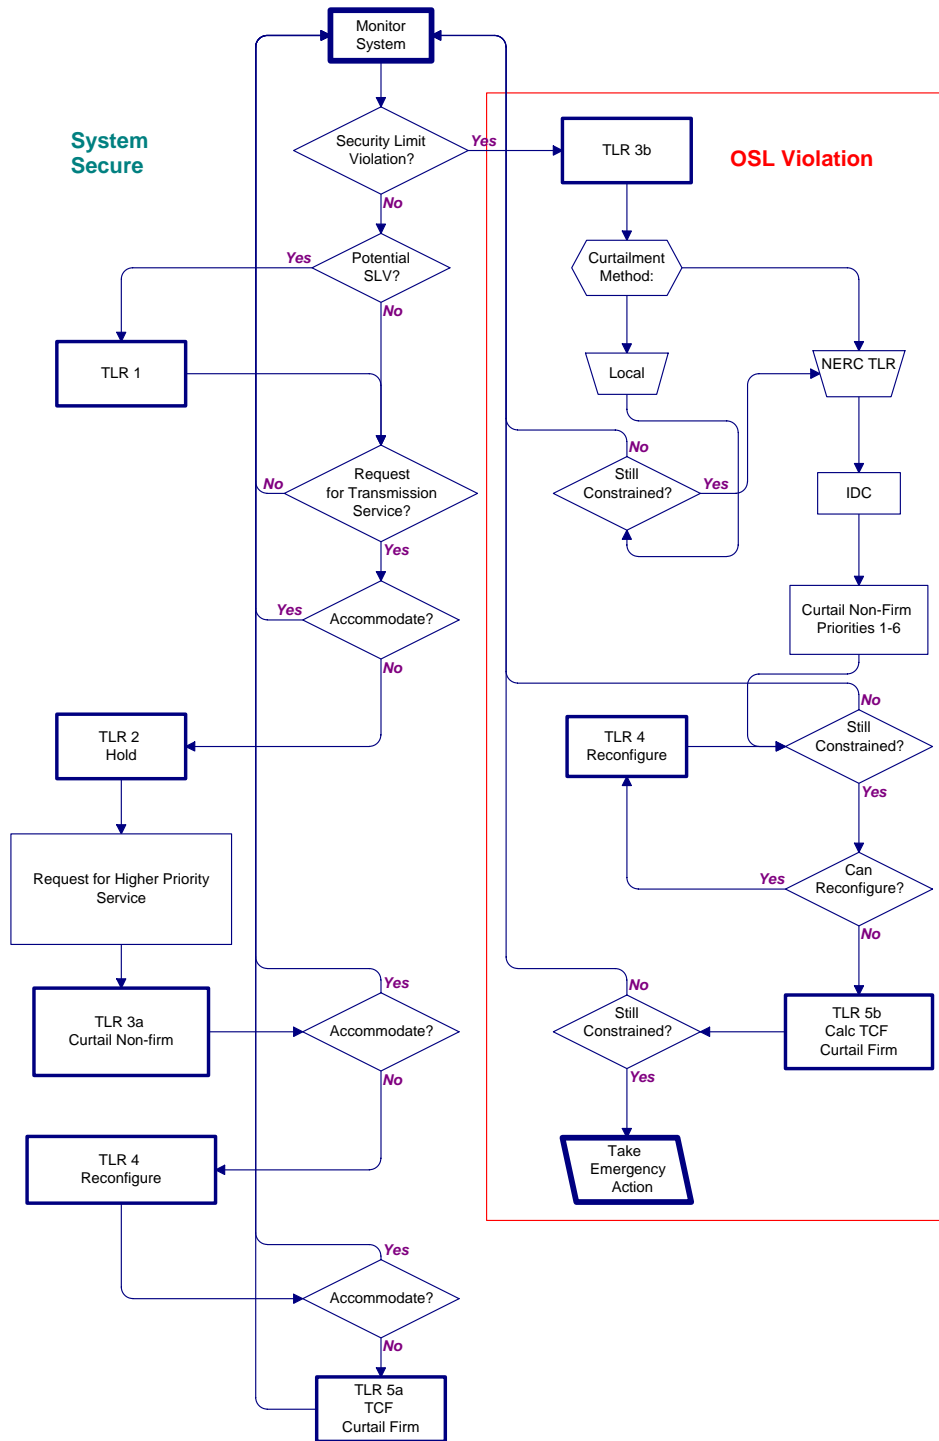 Monitor
System
System
Secure
Security Limit
Violation?
Yes
TLR 3b
OSL Violation
No
Yes
Potential
SLV?
Curtailment
Method:
No
TLR 1
Local
NERC TLR
No
Request
for Transmission
Service?
No
Still
Constrained?
Yes
IDC
Yes
Yes
Accommodate?
Curtail Non-Firm
Priorities 1-6
No
No
TLR 2
Hold
TLR 4
Reconfigure
Still
Constrained?
Yes
Request for Higher Priority
Service
Can
Reconfigure?
Yes
No
Yes
No
TLR 3a
Curtail Non-firm
Accommodate?
Still
Constrained?
TLR 5b
Calc TCF
Curtail Firm
No
Yes
TLR 4
Reconfigure
Take
Emergency
Action
Yes
Accommodate?
No
TLR 5a
TCF
Curtail Firm